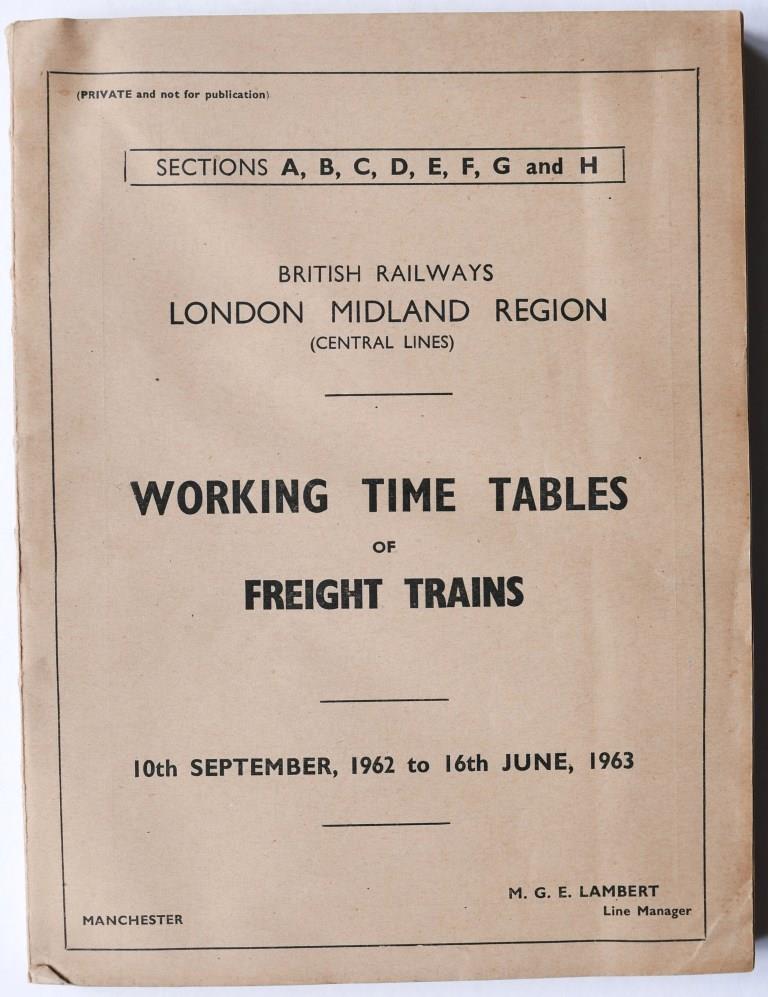 (PRIVATE and not for publication)
SECTIONS A, B, C, D, E, F, G and H
BRITISH RAILWAYS
LONDON MIDLAND REGION
(CENTRAL LINES)
WORKING TIME TABLES
OF
FREIGHT TRAINS
10th SEPTEMBER, 1962 to 16th JUNE, 1963
M. G. E. LAMBERT
Line Manager
MANCHESTER